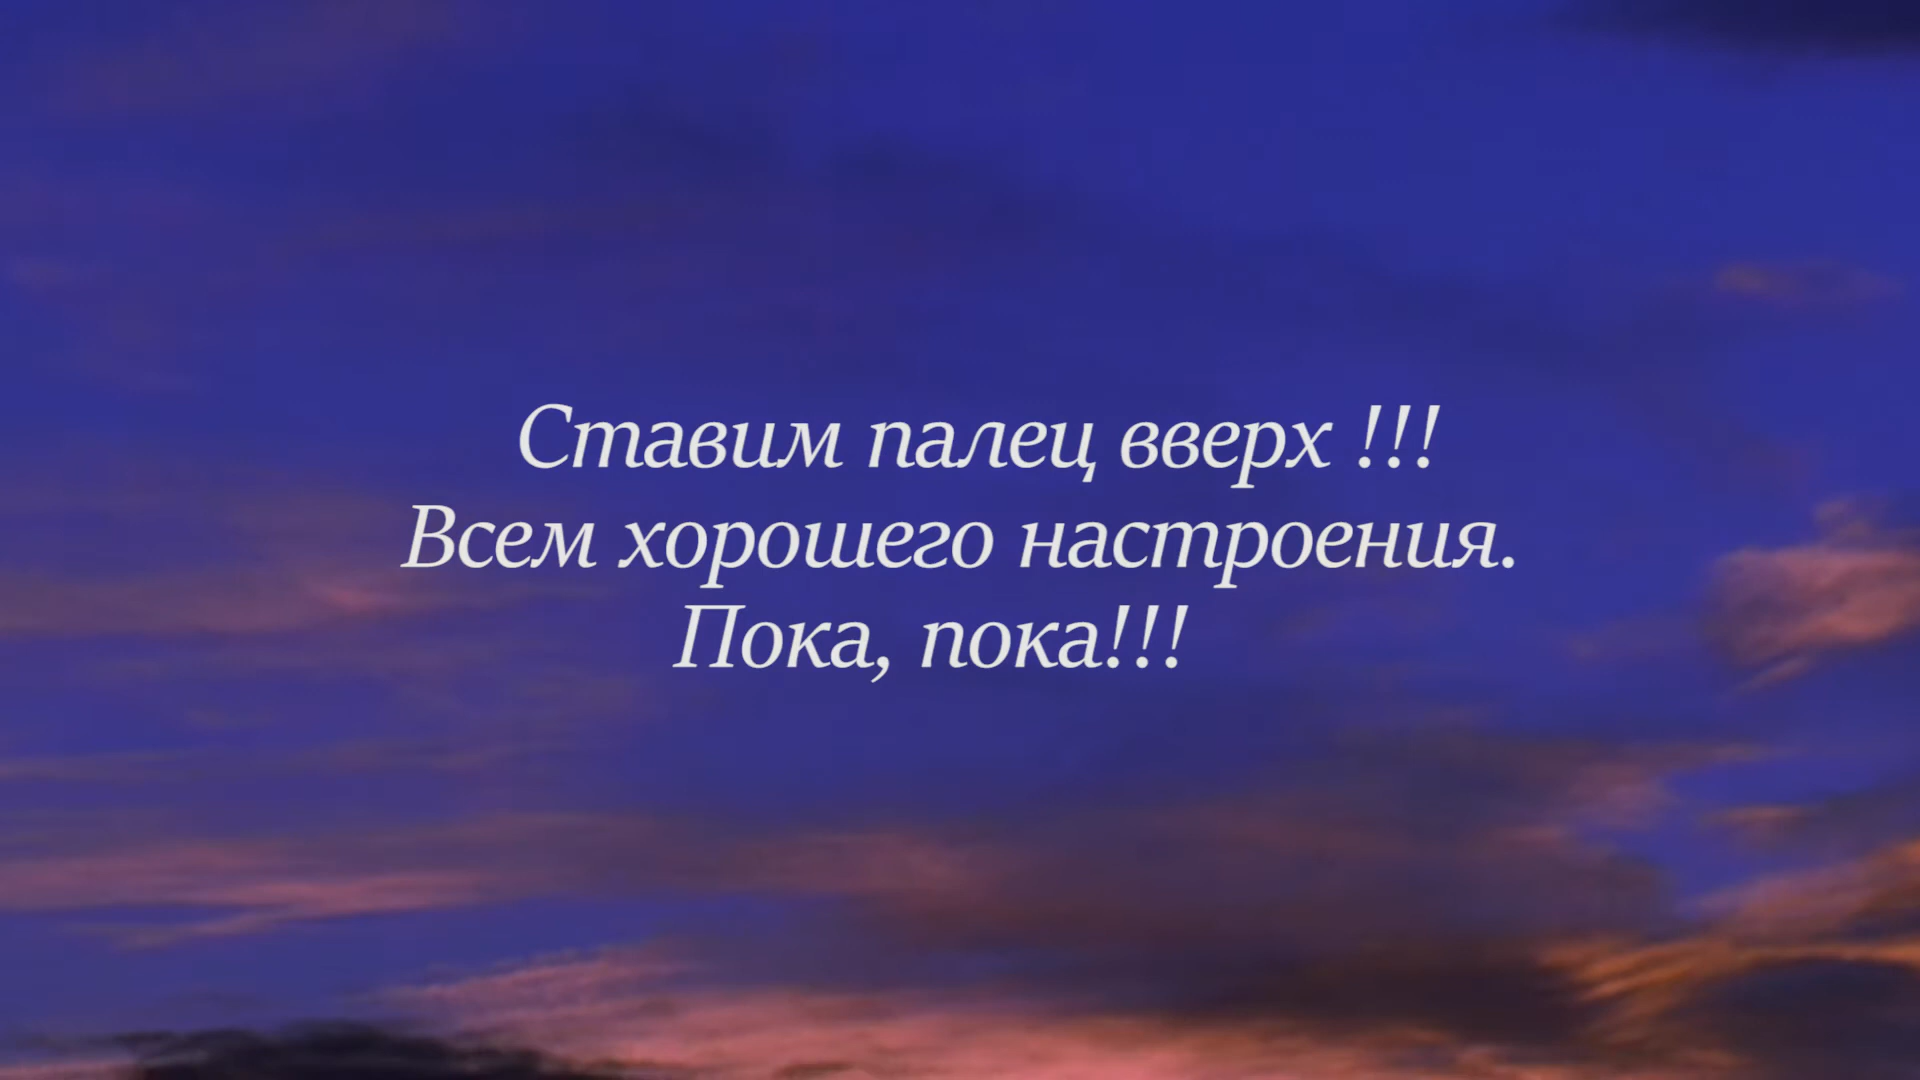 Ставим палец вверх !!!
Всем хорошего настроения.
Пока, пока!!!